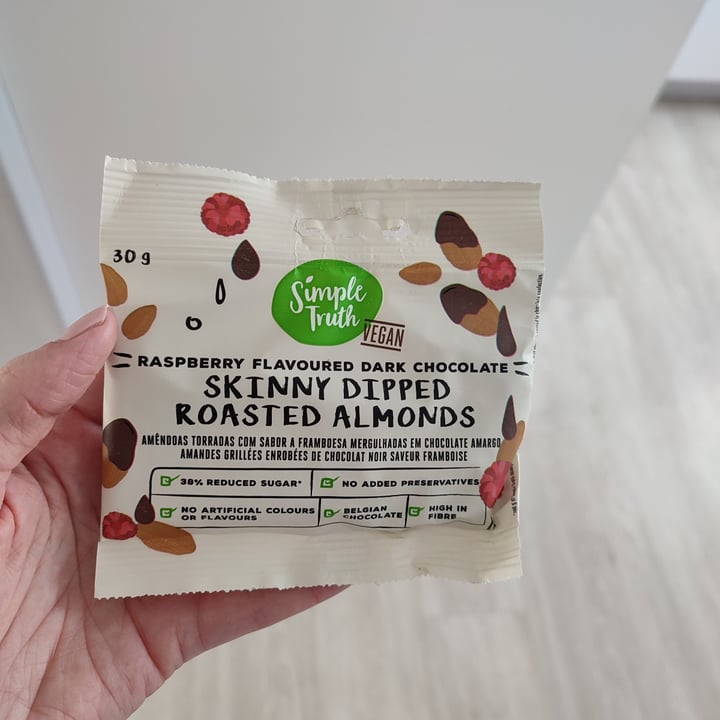 30g
Simple
Truth
VEGAN
RASPBERRY FLAVOURED DARK CHOCOLATE
SKINNY DIPPED
ROASTED ALMONDS
AMÊNDOAS TORRADAS COM SABOR A FRAMBOESA MERGULHADAS EM CHOCOLATE AMARGO
AMANDES GRILLÉES ENROBÉES DE CHOCOLAT NOIR SAVEUR FRAMBOISE
38% REDUCED SUGAR* NO ADDED PRESERVATIVES
NO ARTIFICIAL COLOURS
OR FLAVOURS
BELGIAN
CHOCOLATE
HIGH IN
FIBRE